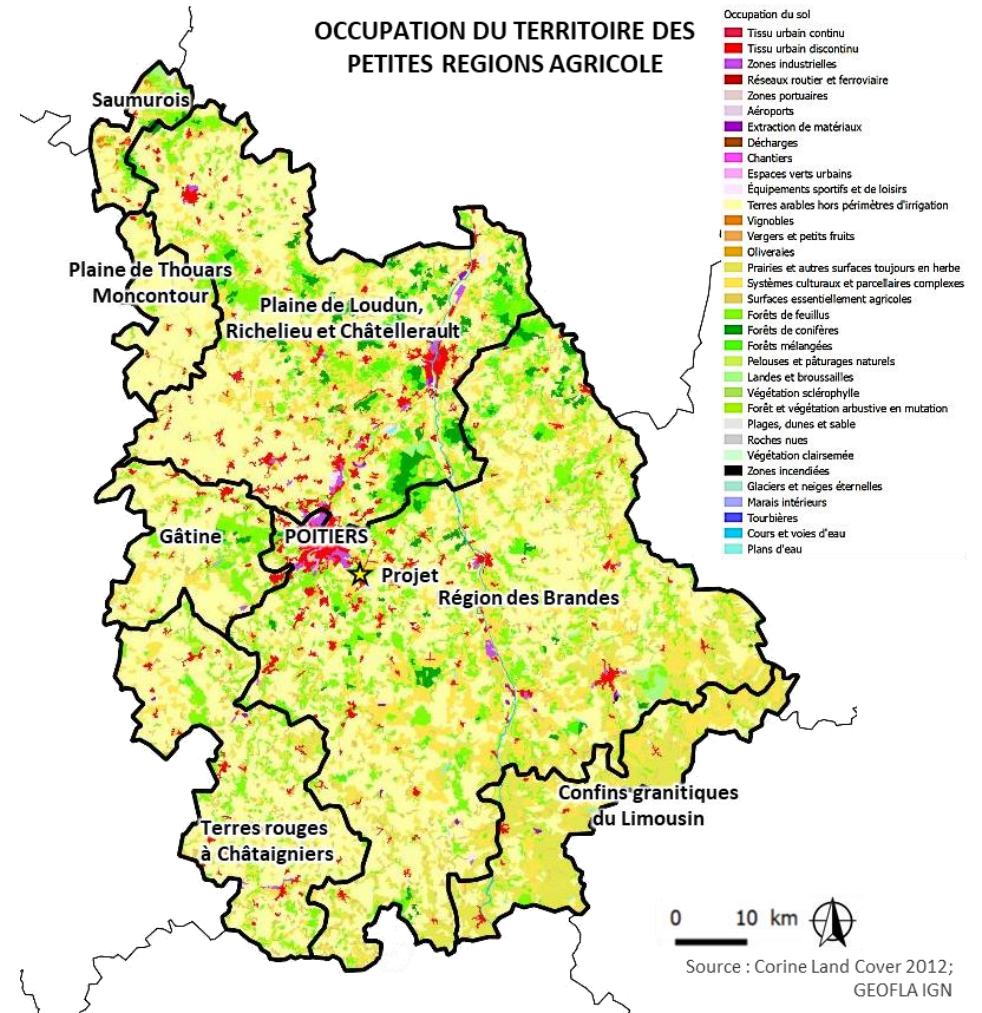 OCCUPATION DU TERRITOIRE DES
PETITES REGIONS AGRICOLE
Saumurois
Plaine de Thouars
Moncontour
Plaine de Loudun,
Richelieu et Châtellerault
Gâtine
POITIERS
Projet
Région des Brandes
Confins granitiques
du Limousin
Terres rouges
à Châtaigniers
Occupation du sol
Tissu urbain continu
Tissu urbain discontinu
Zones industrielles
Réseaux routier et ferroviaire
Zones portuaires
Aéroports
Extraction de matériaux
Décharges
Chantiers
Espaces verts urbains
Équipements sportifs et de loisirs
Terres arables hors périmètres d'irrigation
Vignobles
Vergers et petits fruits
Oliveraies
Prairies et autres surfaces toujours en herbe
Systèmes culturaux et parcellaires complexes
Surfaces essentiellement agricoles
Forêts de feuillus
Forêts de conifères
Forêts mélangées
Pelouses et pâturages naturels
Landes et broussailles
Végétation sclérophylle
Forêt et végétation arbustive en mutation
Plages, dunes et sable
Roches nues
Végétation clairsemée
Zones incendiées
Glaciers et neiges éternelles
Marais intérieurs
Tourbières
Cours et voies d'eau
Plans d'eau
0 10 km
Source : Corine Land Cover 2012;
GEOFLA IGN